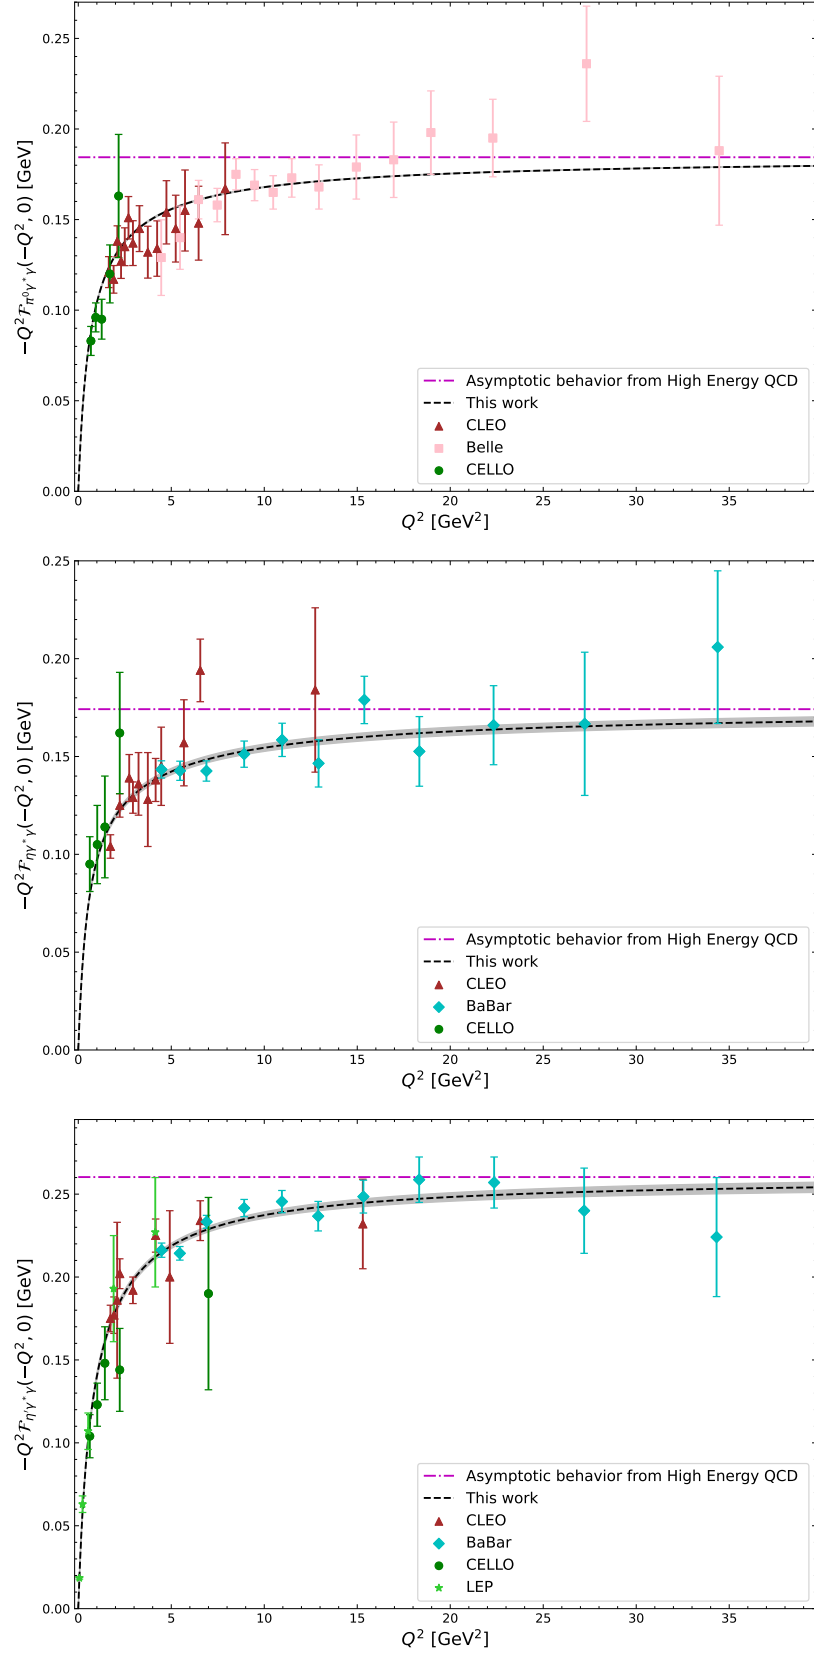 −Q²ℱ_{π⁰γ*γ}(−Q², 0) [GeV]
0.25
0.20
0.15
0.10
0.05
0.00
Asymptotic behavior from High Energy QCD
This work
CLEO
Belle
CELLO
0 5 10 15 20 25 30 35
Q² [GeV²]
−Q²ℱ_{ηγ*γ}(−Q², 0) [GeV]
0.25
0.20
0.15
0.10
0.05
0.00
Asymptotic behavior from High Energy QCD
This work
CLEO
BaBar
CELLO
0 5 10 15 20 25 30 35
Q² [GeV²]
−Q²ℱ_{η′γ*γ}(−Q², 0) [GeV]
0.25
0.20
0.15
0.10
0.05
0.00
Asymptotic behavior from High Energy QCD
This work
CLEO
BaBar
CELLO
LEP
0 5 10 15 20 25 30 35
Q² [GeV²]